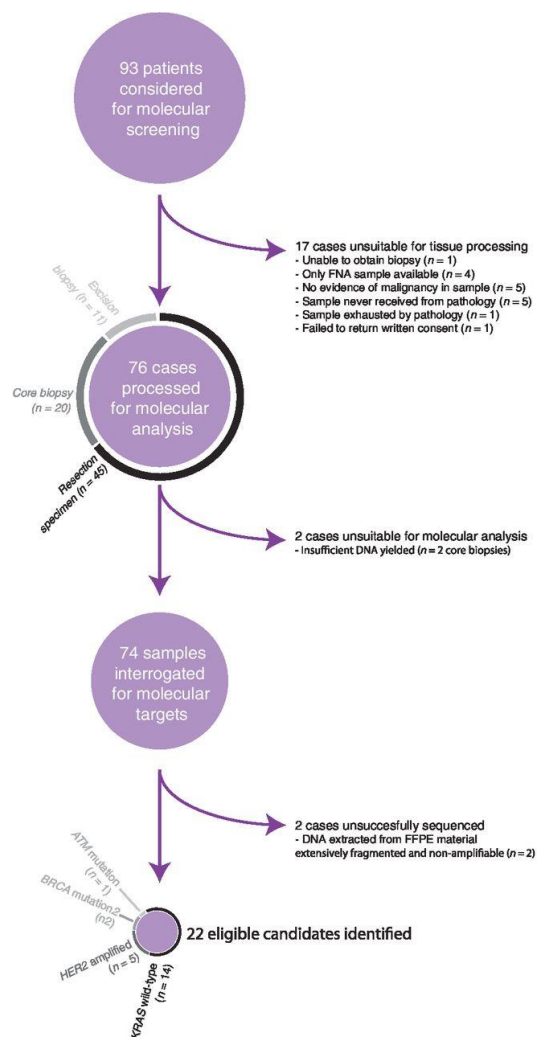 93 patients
considered
for molecular
screening
17 cases unsuitable for tissue processing
- Unable to obtain biopsy (n = 1)
- Only FNA sample available (n = 4)
- No evidence of malignancy in sample (n = 5)
- Sample never received from pathology (n = 5)
- Sample exhausted by pathology (n = 1)
- Failed to return written consent (n = 1)
Excision
biopsy (n = 11)
Core biopsy
(n = 20)
Resection
specimen (n = 45)
76 cases
processed
for molecular
analysis
2 cases unsuitable for molecular analysis
- Insufficient DNA yielded (n = 2 core biopsies)
74 samples
interrogated
for molecular
targets
2 cases unsuccesfully sequenced
- DNA extracted from FFPE material
extensively fragmented and non-amplifiable (n = 2)
ATM mutation
(n = 1)
BRCA mutation2
(n2)
HER2 amplified
(n = 5)
KRAS wild-type
(n = 14)
22 eligible candidates identified